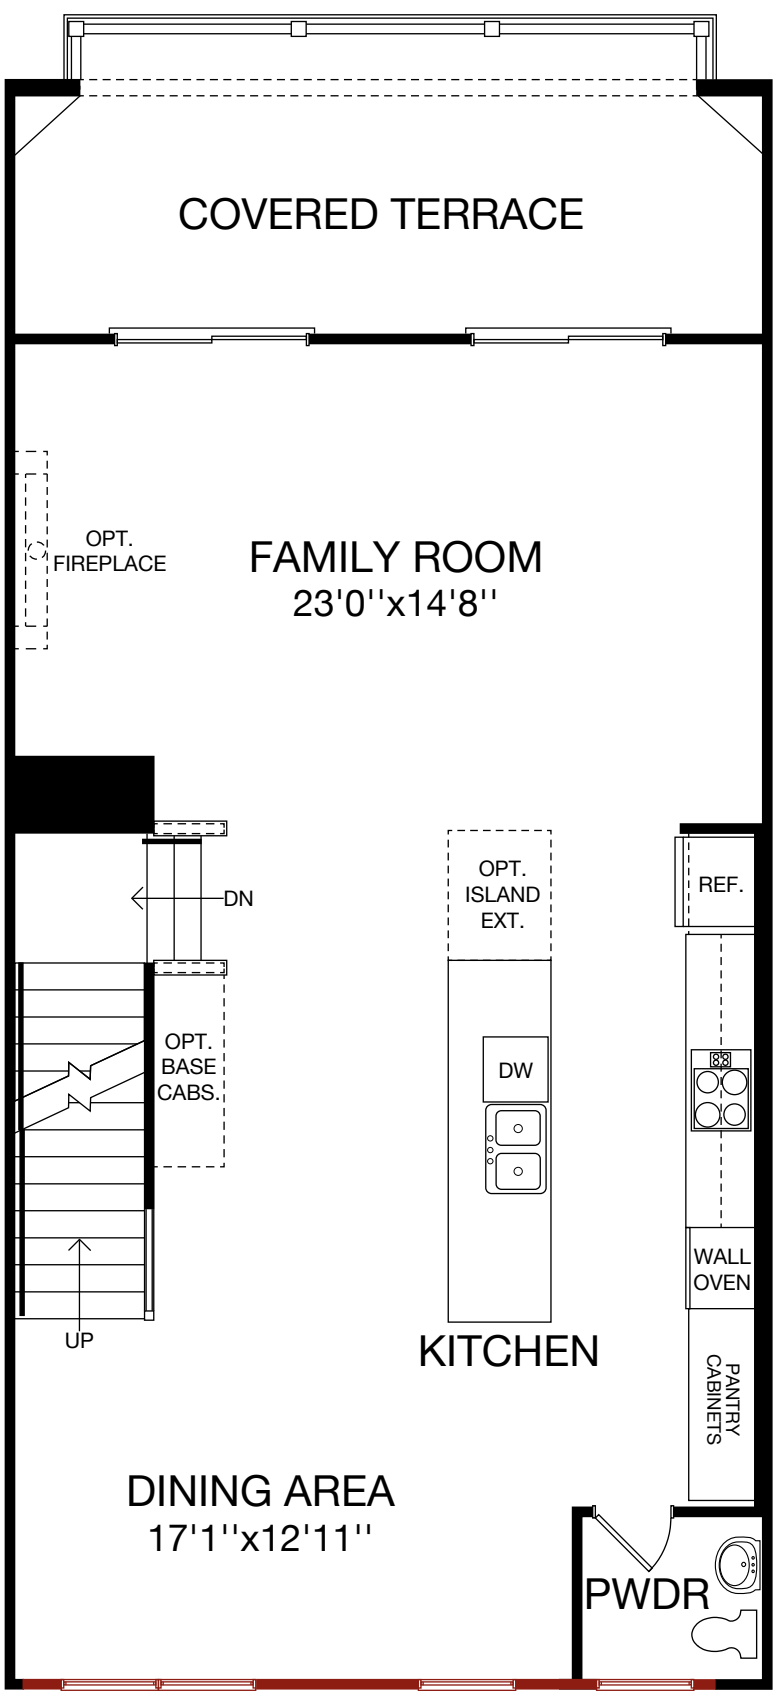 COVERED TERRACE
OPT.
FIREPLACE
FAMILY ROOM
23'0''x14'8''
OPT.
ISLAND
EXT.
REF.
DN
OPT.
BASE
CABS.
DW
WALL
OVEN
UP
KITCHEN
PANTRY
CABINETS
DINING AREA
17'1''x12'11''
PWDR